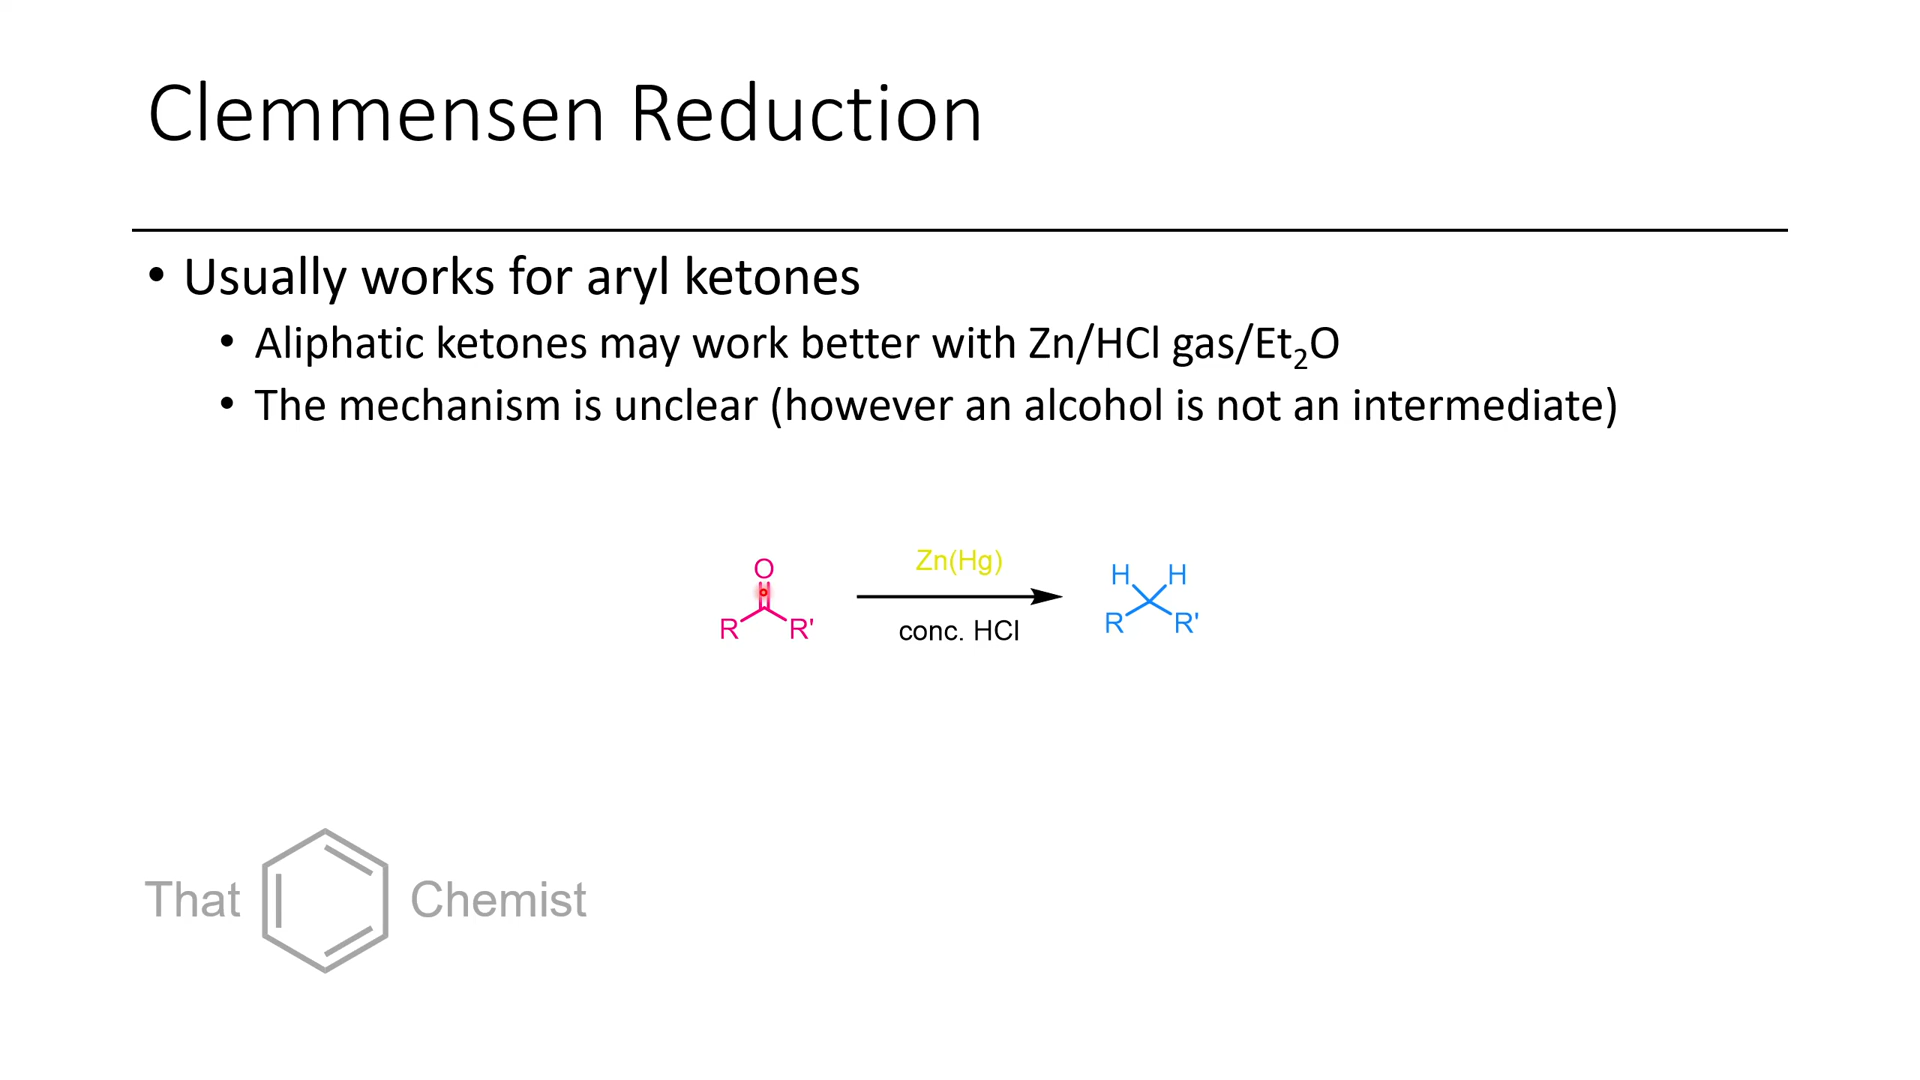 Clemmensen Reduction
• Usually works for aryl ketones
• Aliphatic ketones may work better with Zn/HCl gas/Et₂O
• The mechanism is unclear (however an alcohol is not an intermediate)
O
R R'
Zn(Hg)
conc. HCl
H H
R R'
That Chemist